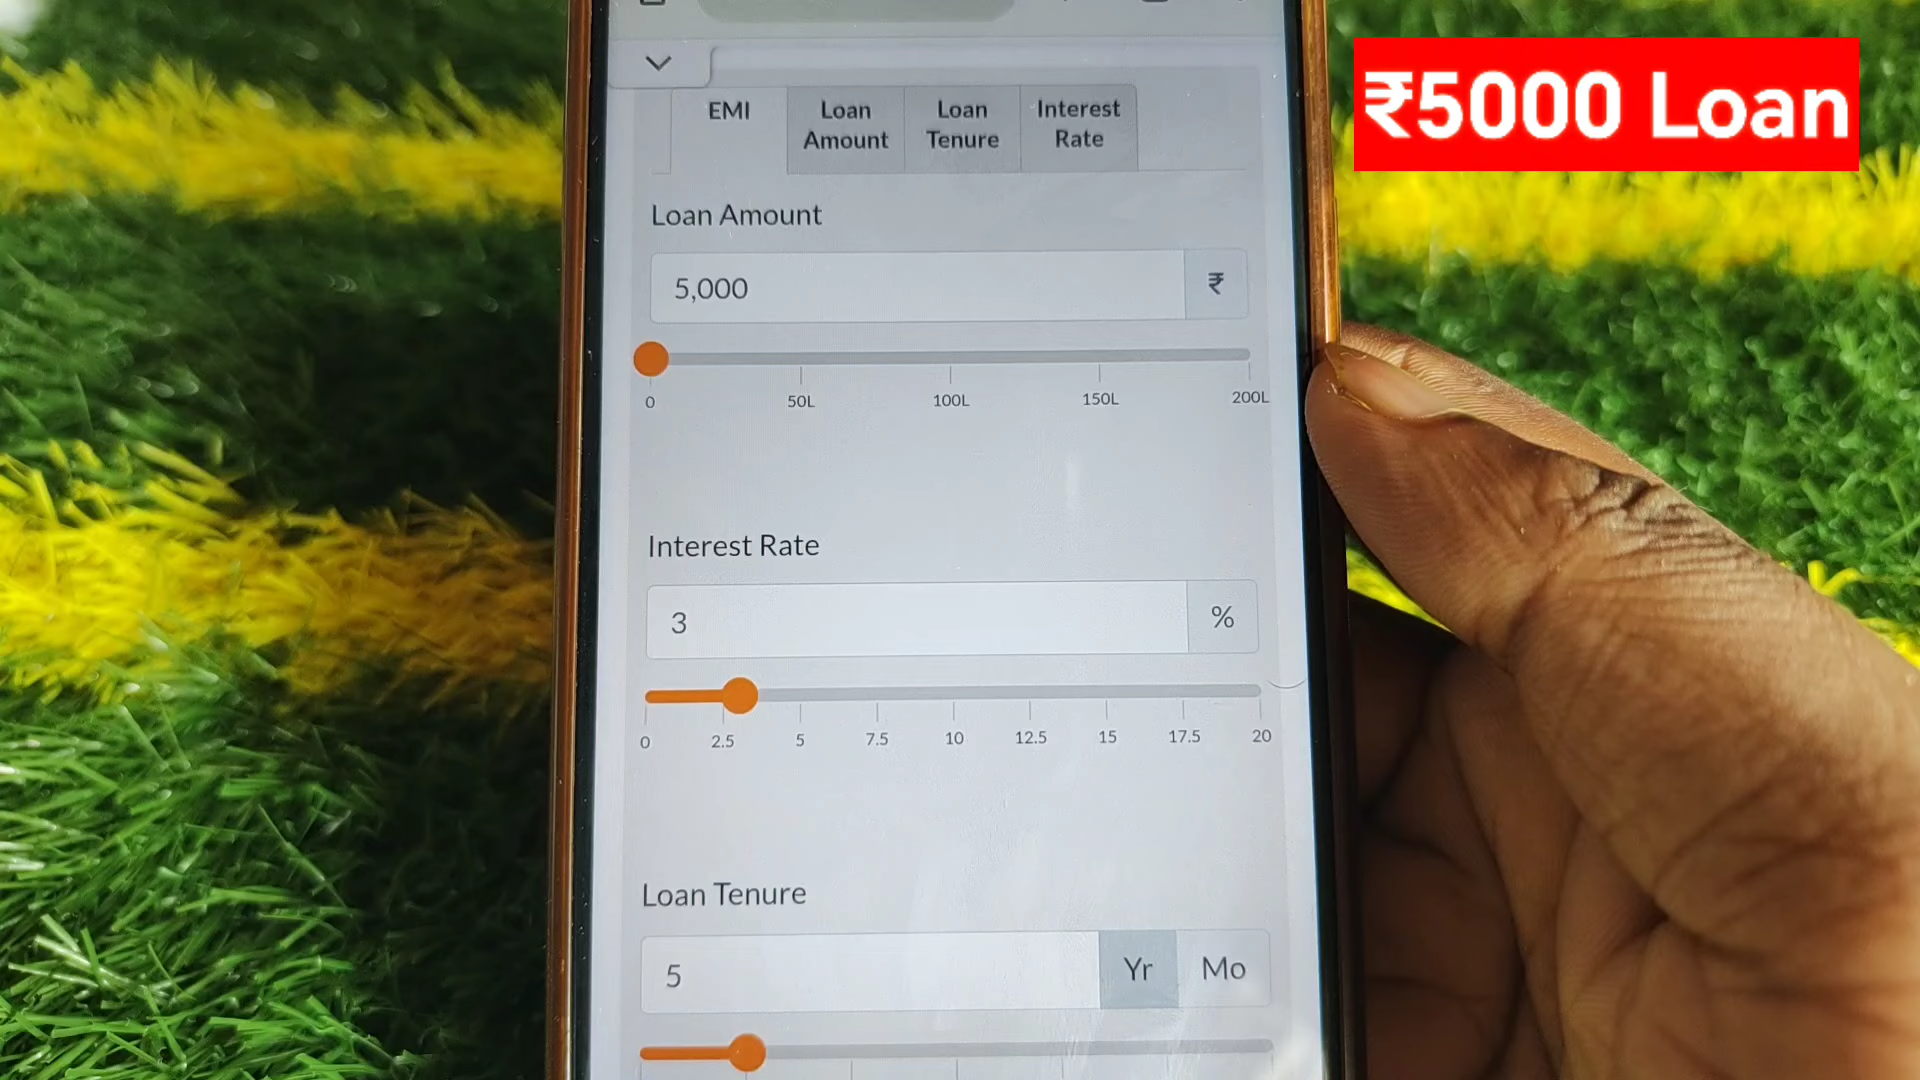 ₹5000 Loan
EMI
Loan
Amount
Loan
Tenure
Interest
Rate
Loan Amount
5,000
₹
0
50L
100L
150L
200L
Interest Rate
3
%
0
2.5
5
7.5
10
12.5
15
17.5
20
Loan Tenure
5
Yr
Mo